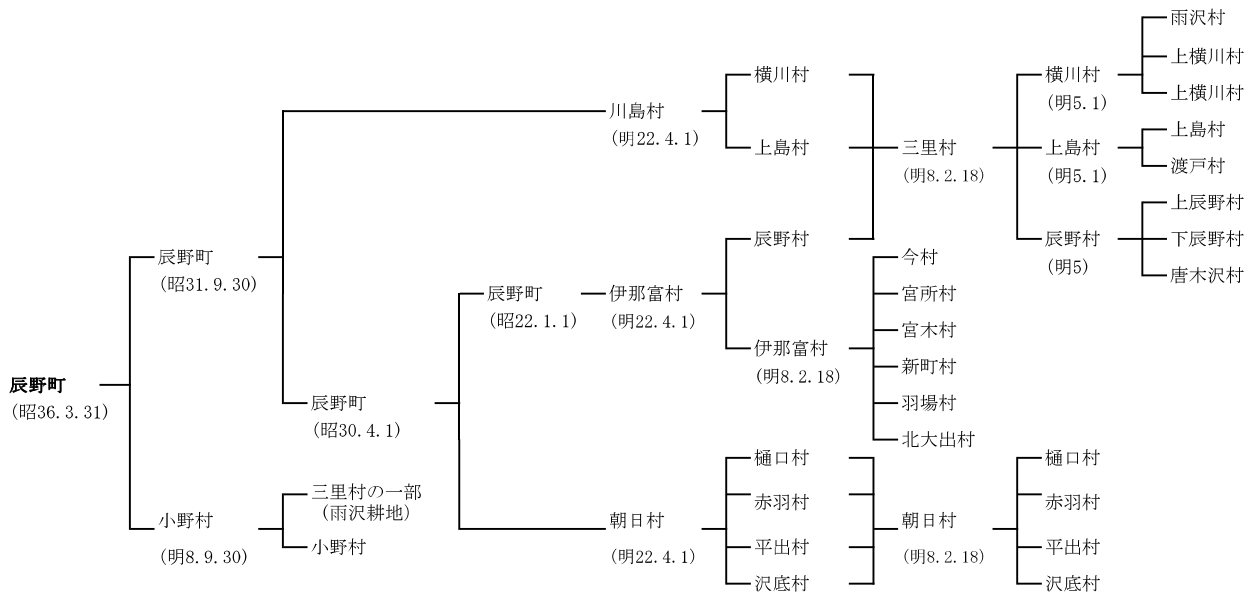 辰野町
(昭36.3.31)
辰野町
(昭31.9.30)
小野村
(明8.9.30)
辰野町
(昭30.4.1)
三里村の一部
(雨沢耕地)
小野村
辰野町
(昭22.1.1)
川島村
(明22.4.1)
伊那富村
(明22.4.1)
朝日村
(明22.4.1)
横川村
上島村
辰野村
伊那富村
(明8.2.18)
樋口村
赤羽村
平出村
沢底村
三里村
(明8.2.18)
今村
宮所村
宮木村
新町村
羽場村
北大出村
朝日村
(明8.2.18)
横川村
(明5.1)
上島村
(明5.1)
辰野村
(明5)
樋口村
赤羽村
平出村
沢底村
雨沢村
上横川村
上横川村
上島村
渡戸村
上辰野村
下辰野村
唐木沢村